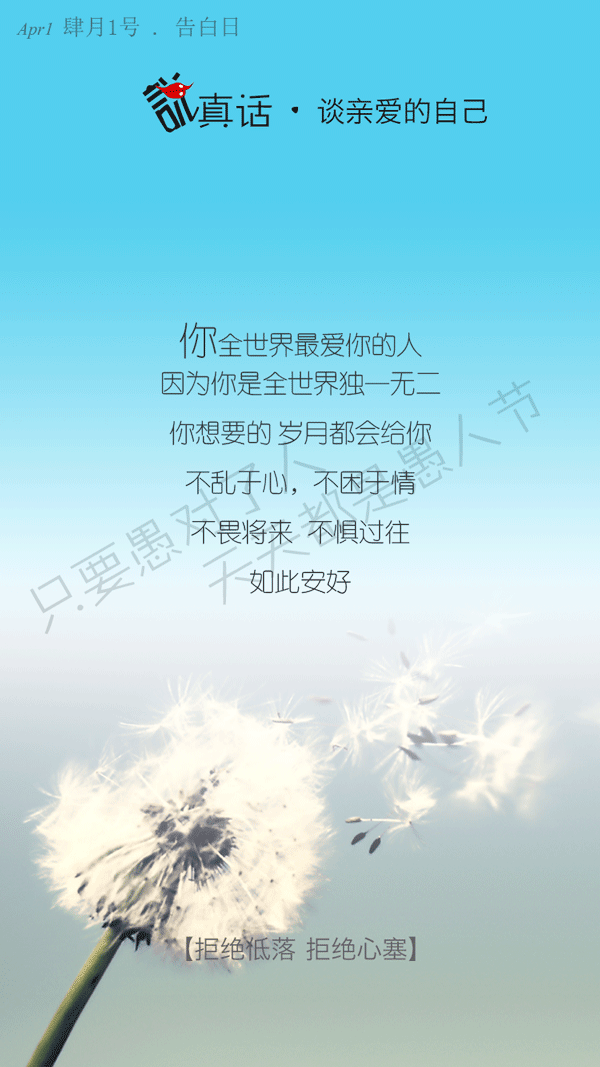 Apr1 肆月1号 . 告白日
說真话 · 谈亲爱的自己
你全世界最爱你的人
因为你是全世界独一无二
你想要的 岁月都会给你
不乱于心，不困于情
不畏将来 不惧过往
如此安好
只要愚对了人
天天都是愚人节
【拒绝低落 拒绝心塞】